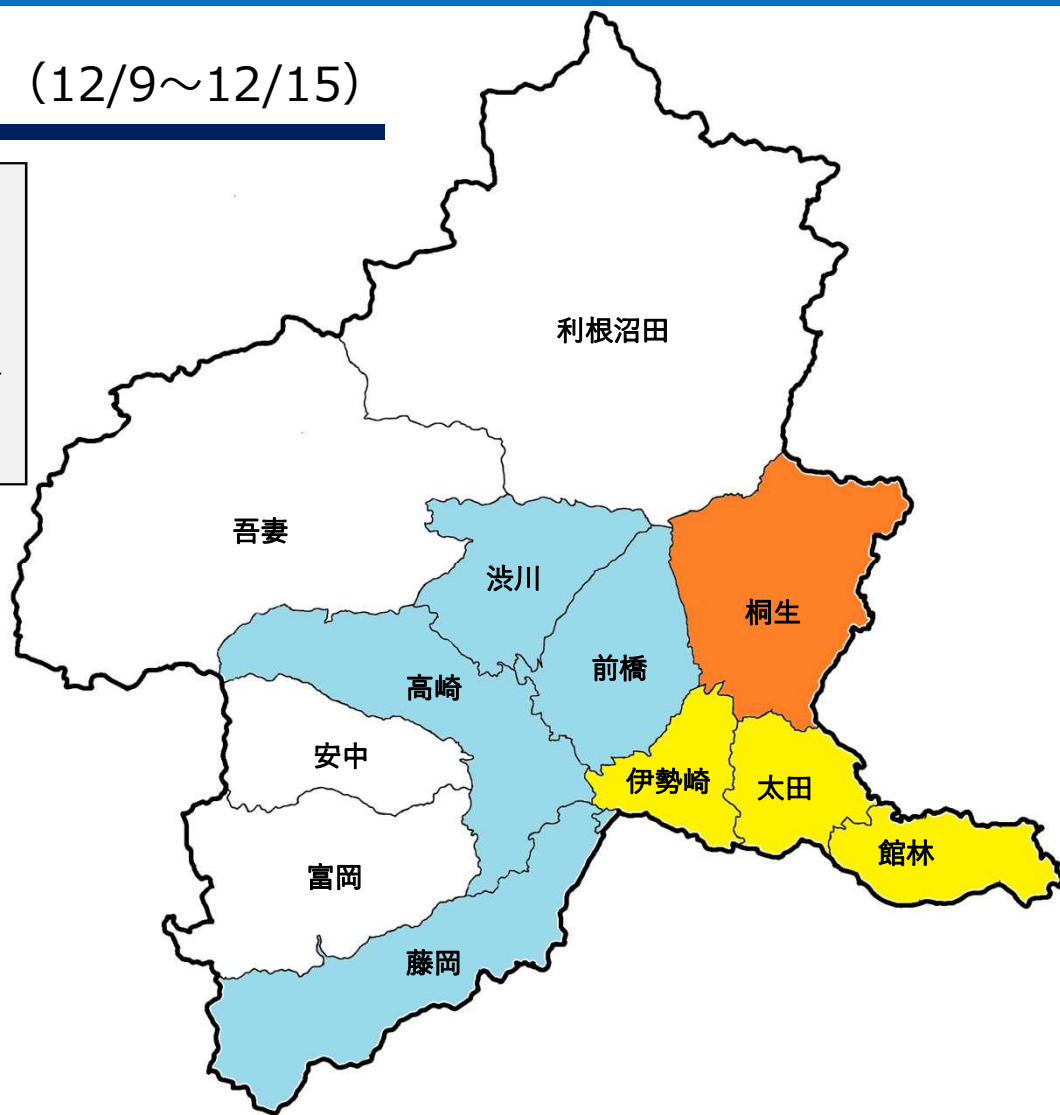 （12/9～12/15）
利根沼田
吾妻
渋川
桐生
前橋
高崎
安中
伊勢崎
太田
館林
富岡
藤岡